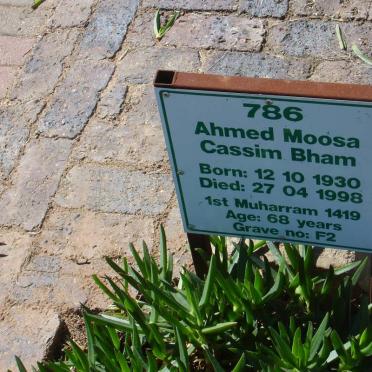 786
Ahmed Moosa
Cassim Bham
Born: 12 10 1930
Died: 27 04 1998
1st Muharram 1419
Age: 68 years
Grave no: F2